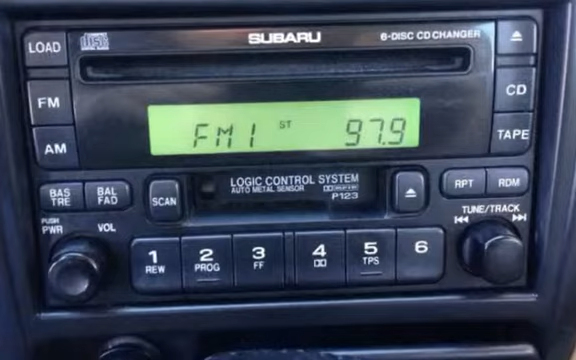 LOAD
SUBARU
6-DISC CD CHANGER
FM
AM
CD
TAPE
FM1 ST 97.9
BAS TRE
BAL FAD
SCAN
LOGIC CONTROL SYSTEM
AUTO METAL SENSOR
P123
RPT
RDM
PUSH
PWR
VOL
TUNE/TRACK
1 REW
2 PROG
3 FF
4
5 TPS
6